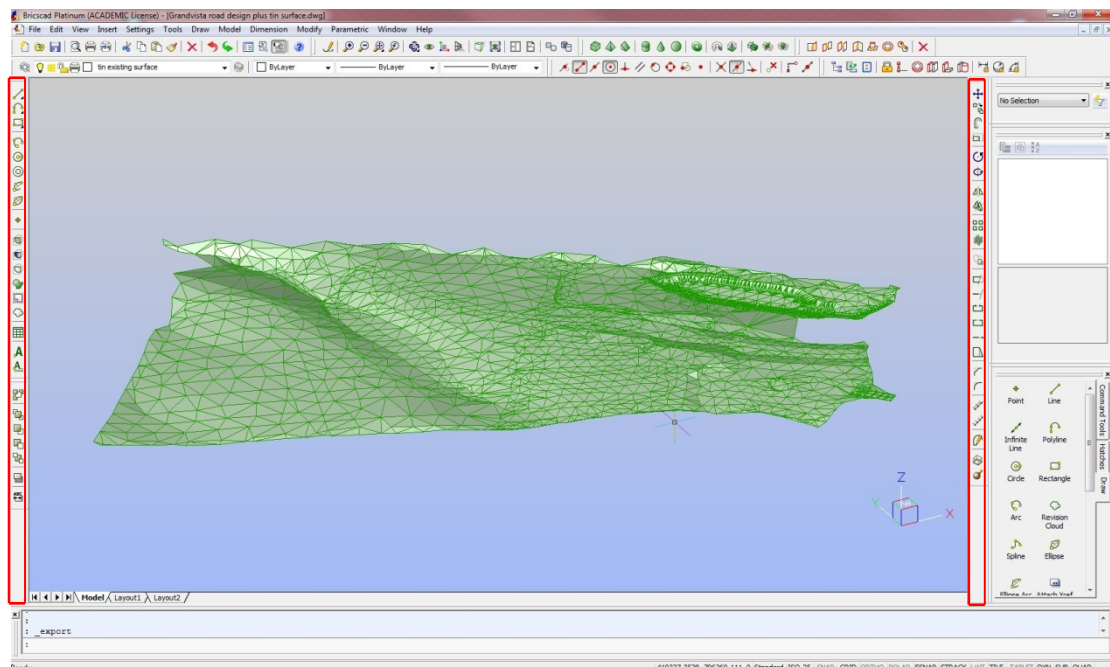 Bricscad Platinum (ACADEMIC License) - [Grandvista road design plus tin surface.dwg]
File Edit View Insert Settings Tools Draw Model Dimension Modify Parametric Window Help
tin existing surface ByLayer ByLayer ByLayer
No Selection
Point Line
Infinite Line Polyline
Circle Rectangle
Arc Revision Cloud
Spline Ellipse
Command Tools
Hatches
Draw
Z
Y
X
Model Layout1 Layout2
: _export
: